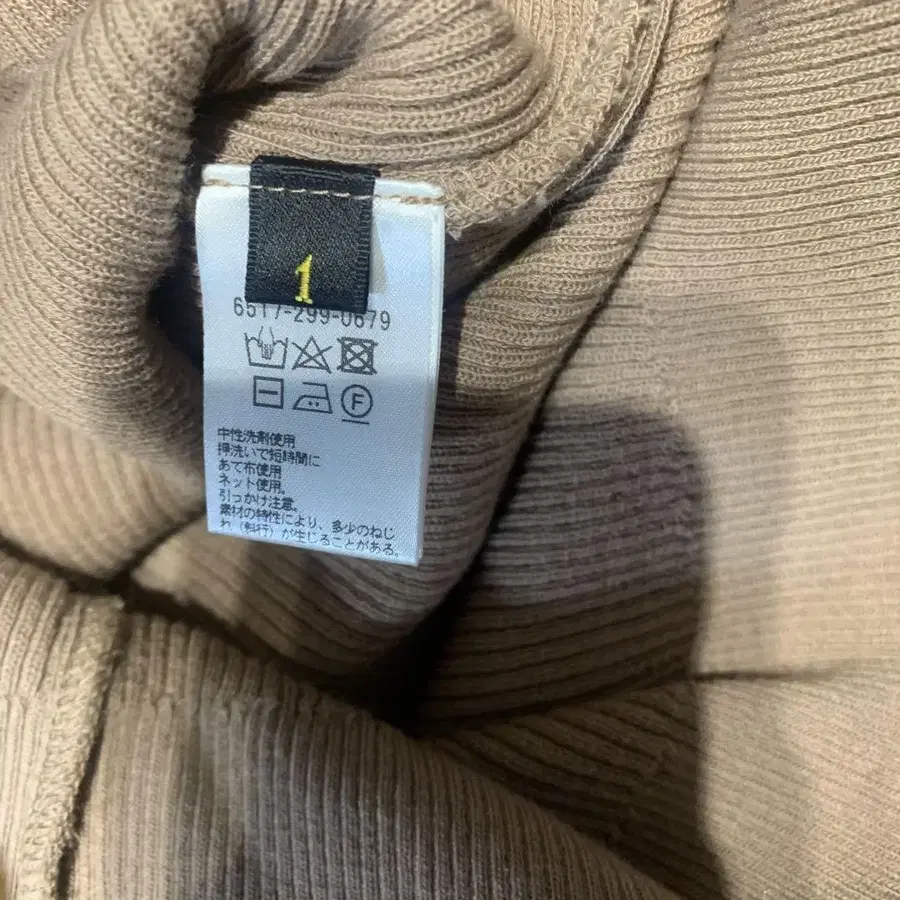 1
6517-299-0679
F
中性洗剤使用
押洗いで短時間に
あて布使用
ネット使用。
引っかけ注意。
素材の特性により、多少のねじ
れ（斜行）が生じることがある。